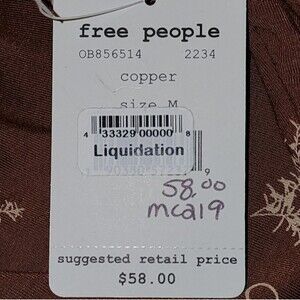 free people
OB856514 2234
copper
size M
4 33329 00000 8
Liquidation
9
58.00
mca19
suggested retail price
$58.00